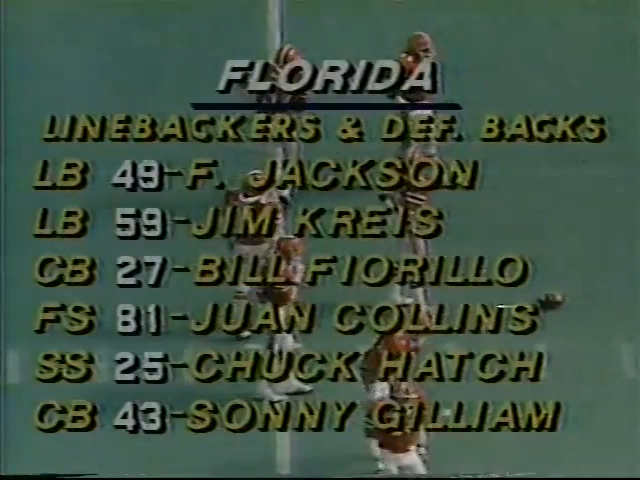 FLORIDA
LINEBACKERS & DEF. BACKS
LB 49-F. JACKSON
LB 59-JIM KREIS
CB 27-BILL FIORILLO
FS 81-JUAN COLLINS
SS 25-CHUCK HATCH
CB 43-SONNY GILLIAM